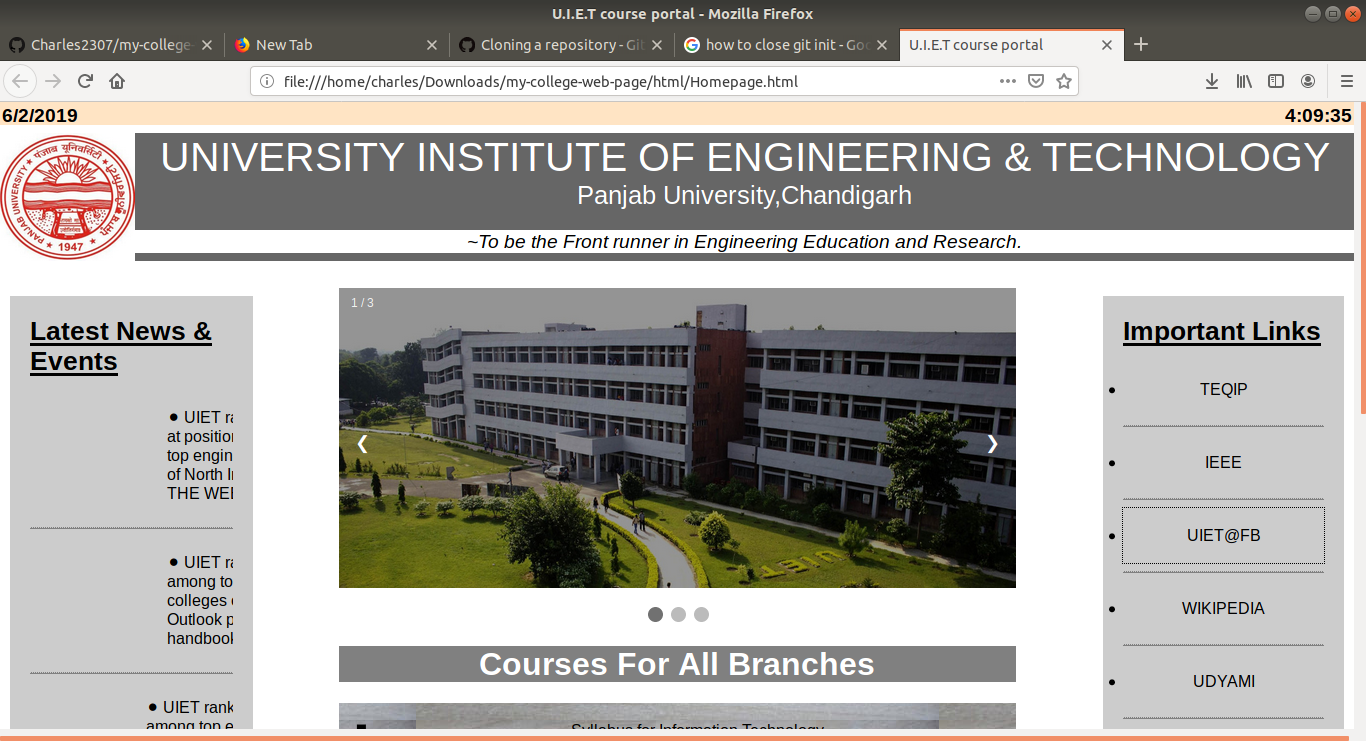 U.I.E.T course portal - Mozilla Firefox
Charles2307/my-college-
New Tab
Cloning a repository - Git
how to close git init - Goo
U.I.E.T course portal
file:///home/charles/Downloads/my-college-web-page/html/Homepage.html
6/2/2019
4:09:35
पंजाब यूनिवर्सिटी
PANJAB UNIVERSITY
1947
UNIVERSITY INSTITUTE OF ENGINEERING & TECHNOLOGY
Panjab University,Chandigarh
~To be the Front runner in Engineering Education and Research.
Latest News &
Events
● UIET ra
at position
top engin
of North In
THE WEE
● UIET ra
among to
colleges
Outlook p
handbook
● UIET rank
among top e
1 / 3
❮
❯
UIET
Courses For All Branches
Syllabus for Information Technology
Important Links
• TEQIP
• IEEE
• UIET@FB
• WIKIPEDIA
• UDYAMI